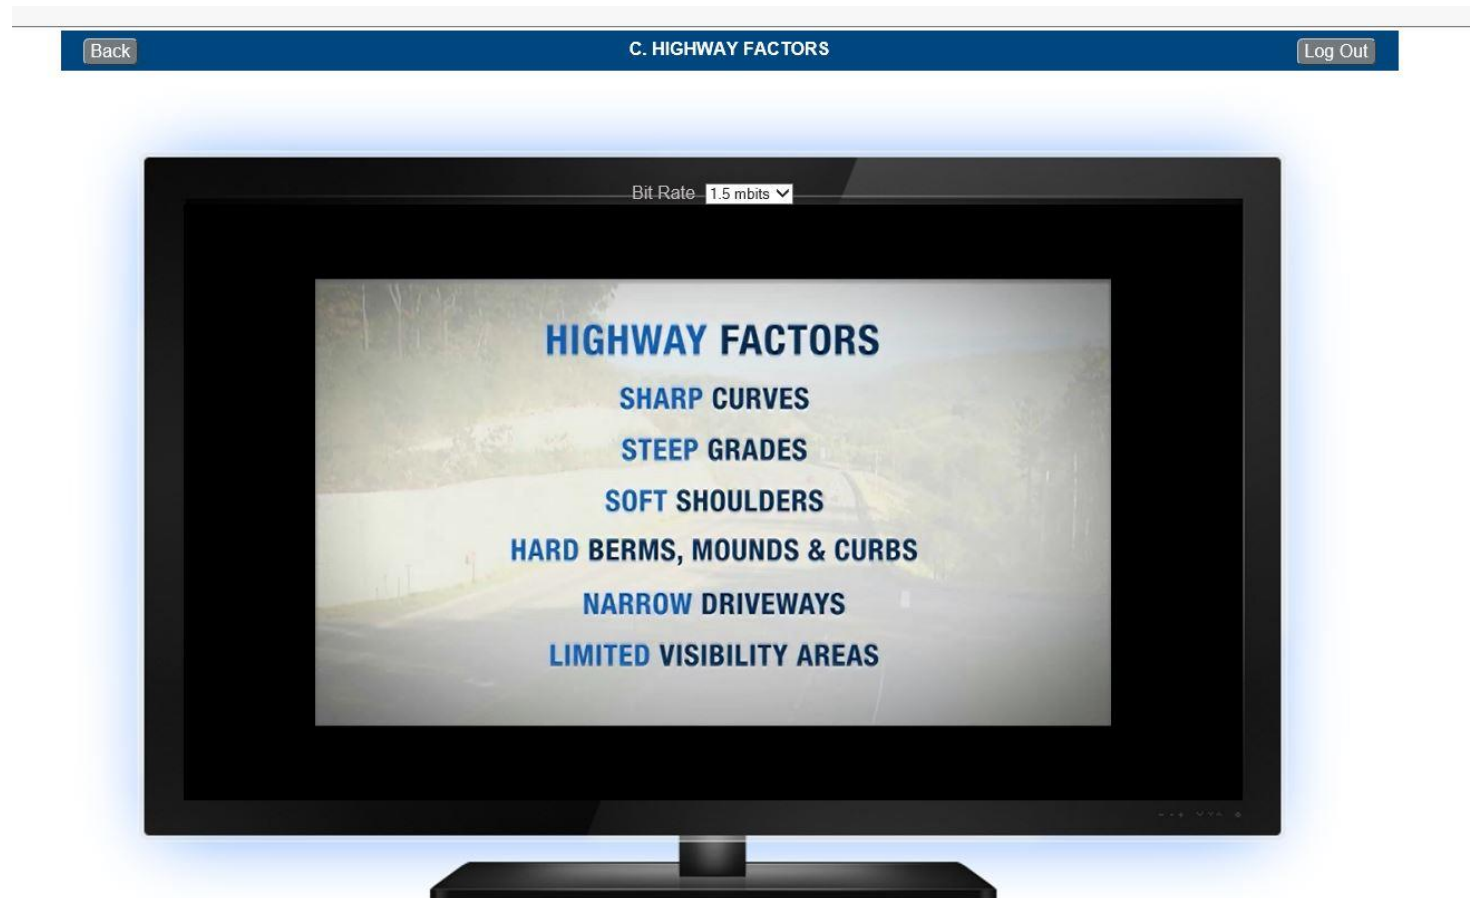 Back
C. HIGHWAY FACTORS
Log Out
Bit Rate 1.5 mbits
HIGHWAY FACTORS
SHARP CURVES
STEEP GRADES
SOFT SHOULDERS
HARD BERMS, MOUNDS & CURBS
NARROW DRIVEWAYS
LIMITED VISIBILITY AREAS